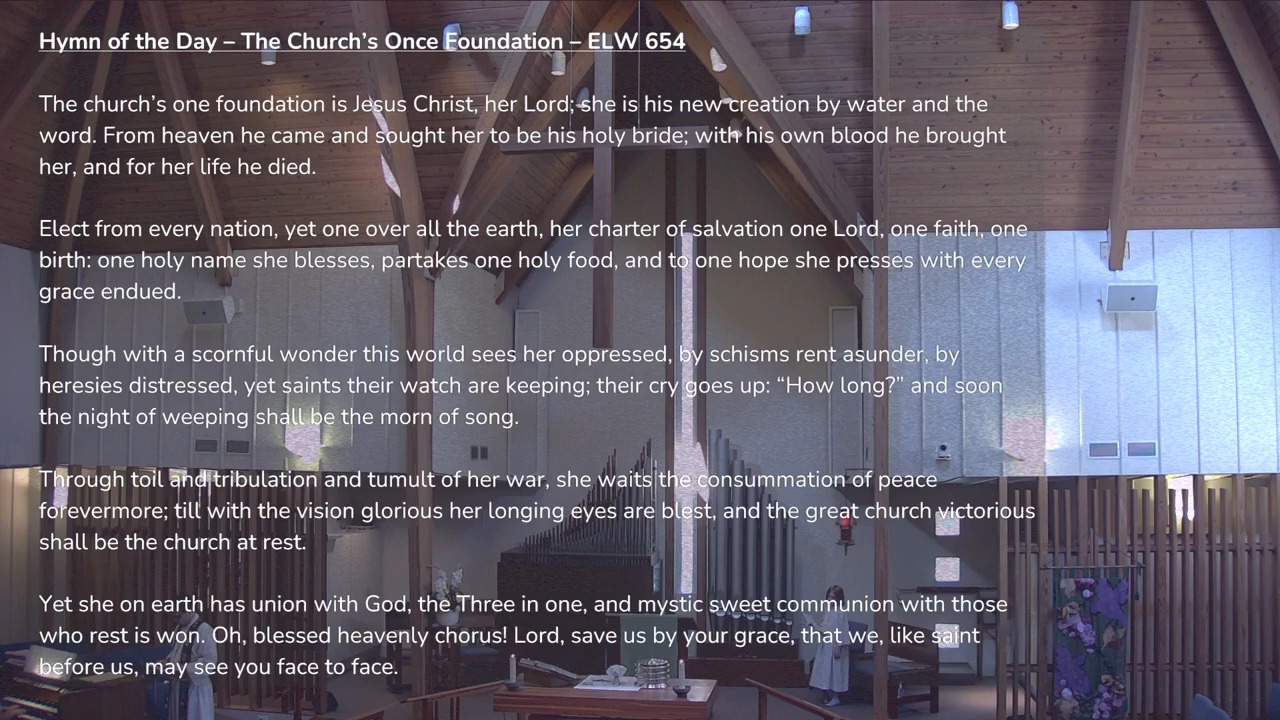 Hymn of the Day – The Church’s Once Foundation – ELW 654
The church’s one foundation is Jesus Christ, her Lord; she is his new creation by water and the
word. From heaven he came and sought her to be his holy bride; with his own blood he brought
her, and for her life he died.
Elect from every nation, yet one over all the earth, her charter of salvation one Lord, one faith, one
birth: one holy name she blesses, partakes one holy food, and to one hope she presses with every
grace endued.
Though with a scornful wonder this world sees her oppressed, by schisms rent asunder, by
heresies distressed, yet saints their watch are keeping; their cry goes up: “How long?” and soon
the night of weeping shall be the morn of song.
Through toil and tribulation and tumult of her war, she waits the consummation of peace
forevermore; till with the vision glorious her longing eyes are blest, and the great church victorious
shall be the church at rest.
Yet she on earth has union with God, the Three in one, and mystic sweet communion with those
who rest is won. Oh, blessed heavenly chorus! Lord, save us by your grace, that we, like saint
before us, may see you face to face.